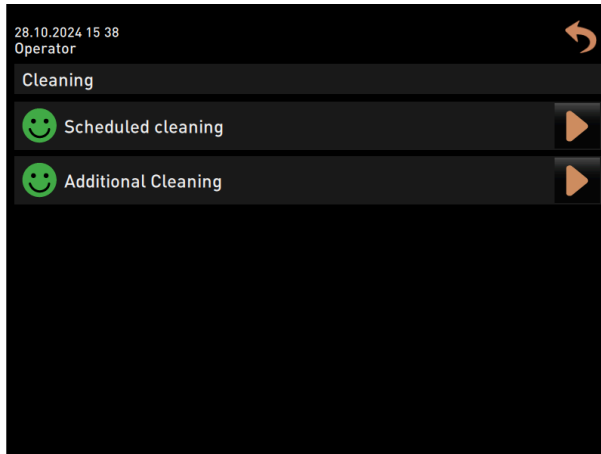 28.10.2024 15 38
Operator
Cleaning
Scheduled cleaning
Additional Cleaning